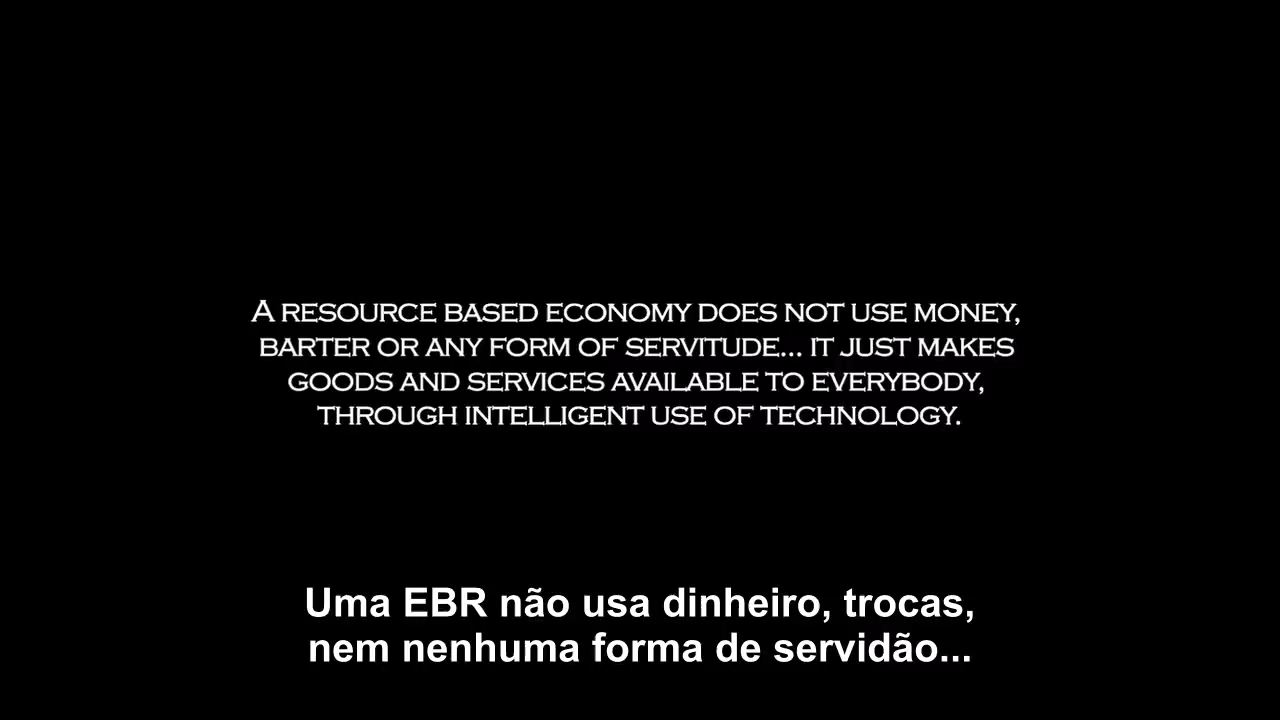 A RESOURCE BASED ECONOMY DOES NOT USE MONEY,
BARTER OR ANY FORM OF SERVITUDE... IT JUST MAKES
GOODS AND SERVICES AVAILABLE TO EVERYBODY,
THROUGH INTELLIGENT USE OF TECHNOLOGY.
Uma EBR não usa dinheiro, trocas,
nem nenhuma forma de servidão...